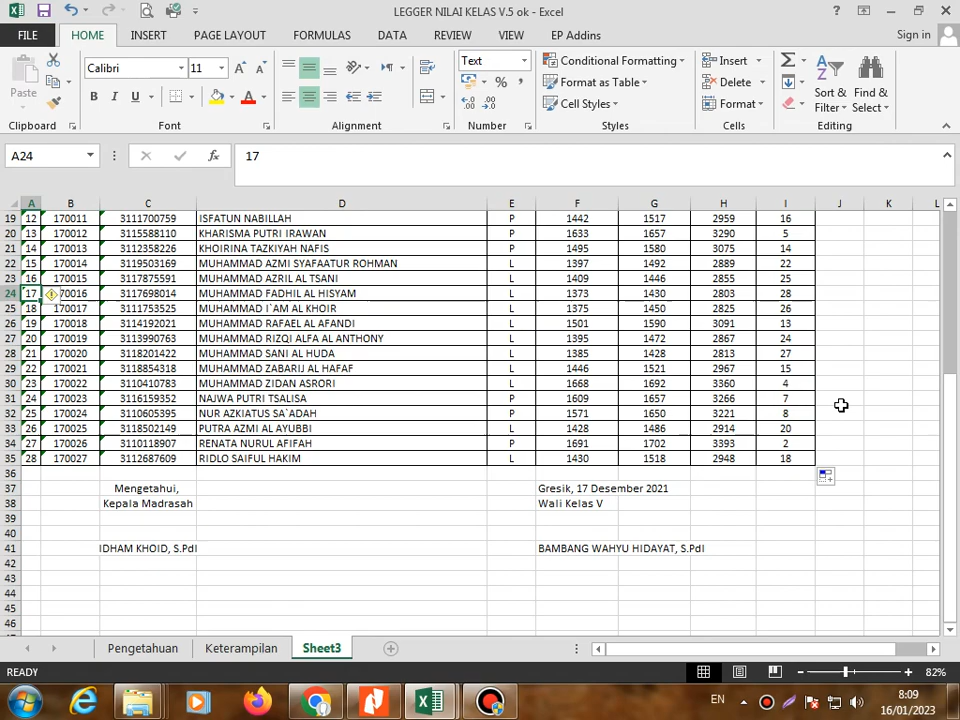 LEGGER NILAI KELAS V.5 ok - Excel
FILE HOME INSERT PAGE LAYOUT FORMULAS DATA REVIEW VIEW EP Addins Sign in
Paste Calibri 11 Text Conditional Formatting Format as Table Cell Styles Insert Delete Format Sort & Filter Find & Select
Clipboard Font Alignment Number Styles Cells Editing
A24 17
A B C D E F G H I J K L
19 12 170011 3111700759 ISFATUN NABILLAH P 1442 1517 2959 16
20 13 170012 3115588110 KHARISMA PUTRI IRAWAN P 1633 1657 3290 5
21 14 170013 3112358226 KHOIRINA TAZKIYAH NAFIS P 1495 1580 3075 14
22 15 170014 3119503169 MUHAMMAD AZMI SYAFAATUR ROHMAN L 1397 1492 2889 22
23 16 170015 3117875591 MUHAMMAD AZRIL AL TSANI L 1409 1446 2855 25
24 17 70016 3117698014 MUHAMMAD FADHIL AL HISYAM L 1373 1430 2803 28
25 18 170017 3111753525 MUHAMMAD I`AM AL KHOIR L 1375 1450 2825 26
26 19 170018 3114192021 MUHAMMAD RAFAEL AL AFANDI L 1501 1590 3091 13
27 20 170019 3113990763 MUHAMMAD RIZQI ALFA AL ANTHONY L 1395 1472 2867 24
28 21 170020 3118201422 MUHAMMAD SANI AL HUDA L 1385 1428 2813 27
29 22 170021 3118854318 MUHAMMAD ZABARIJ AL HAFAF L 1446 1521 2967 15
30 23 170022 3110410783 MUHAMMAD ZIDAN ASRORI L 1668 1692 3360 4
31 24 170023 3116159352 NAJWA PUTRI TSALISA P 1609 1657 3266 7
32 25 170024 3110605395 NUR AZKIATUS SA`ADAH P 1571 1650 3221 8
33 26 170025 3118502149 PUTRA AZMI AL AYUBBI L 1428 1486 2914 20
34 27 170026 3110118907 RENATA NURUL AFIFAH P 1691 1702 3393 2
35 28 170027 3112687609 RIDLO SAIFUL HAKIM L 1430 1518 2948 18
36
37 Mengetahui, Gresik, 17 Desember 2021
38 Kepala Madrasah Wali Kelas V
39
40
41 IDHAM KHOID, S.PdI BAMBANG WAHYU HIDAYAT, S.PdI
42
43
44
45
46
Pengetahuan Keterampilan Sheet3
READY 82%
EN 8:09
16/01/2023